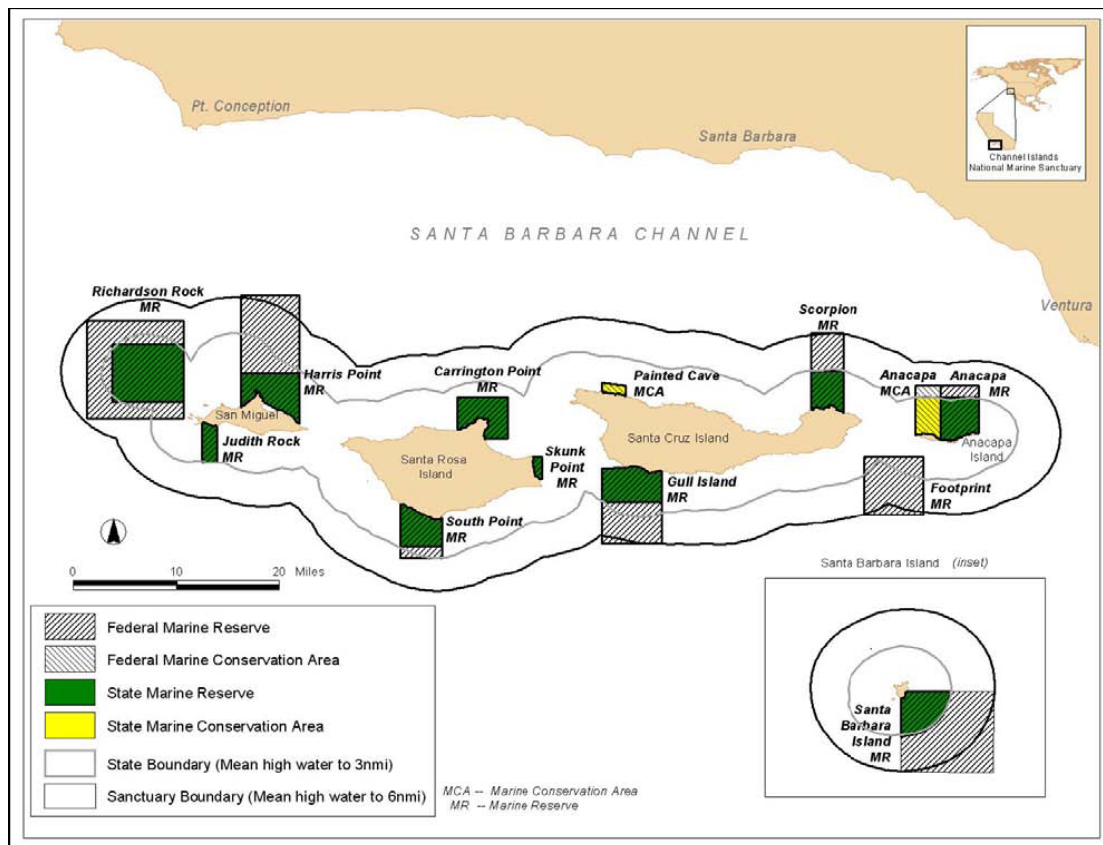 Pt. Conception
Santa Barbara
Channel Islands
National Marine Sanctuary
SANTA BARBARA CHANNEL
Ventura
Richardson Rock
MR
Harris Point
MR
San Miguel
Judith Rock
MR
Carrington Point
MR
Santa Rosa
Island
Skunk
Point
MR
South Point
MR
Painted Cave
MCA
Santa Cruz Island
Gull Island
MR
Scorpion
MR
Anacapa
MCA
Anacapa
MR
Anacapa
Island
Footprint
MR
0 10 20 Miles
Santa Barbara Island (inset)
Santa
Barbara
Island
MR
Federal Marine Reserve
Federal Marine Conservation Area
State Marine Reserve
State Marine Conservation Area
State Boundary (Mean high water to 3nmi)
Sanctuary Boundary (Mean high water to 6nmi)
MCA -- Marine Conservation Area
MR -- Marine Reserve